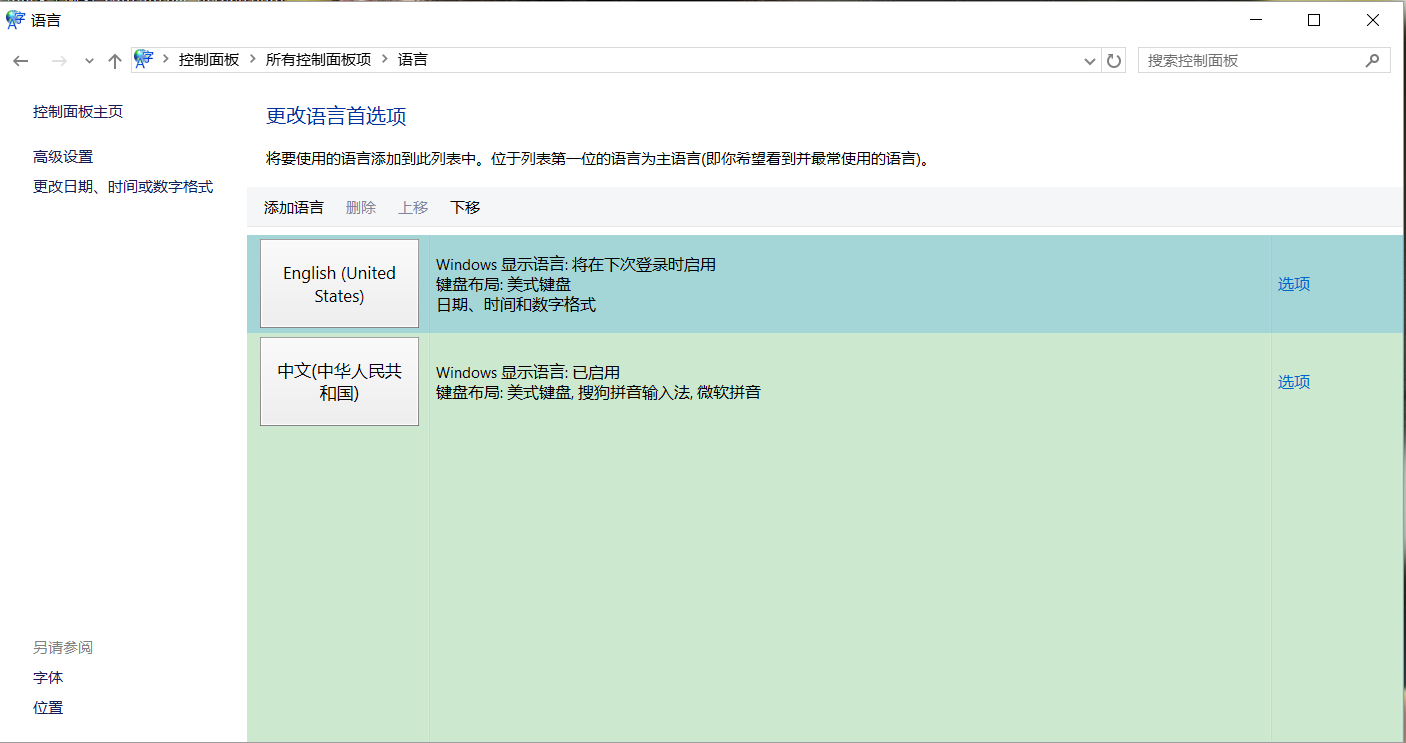 语言
控制面板 > 所有控制面板项 > 语言
搜索控制面板
控制面板主页
高级设置
更改日期、时间或数字格式
更改语言首选项
将要使用的语言添加到此列表中。位于列表第一位的语言为主语言(即你希望看到并最常使用的语言)。
添加语言 删除 上移 下移
English (United
States)
Windows 显示语言: 将在下次登录时启用
键盘布局: 美式键盘
日期、时间和数字格式
选项
中文(中华人民共
和国)
Windows 显示语言: 已启用
键盘布局: 美式键盘, 搜狗拼音输入法, 微软拼音
选项
另请参阅
字体
位置